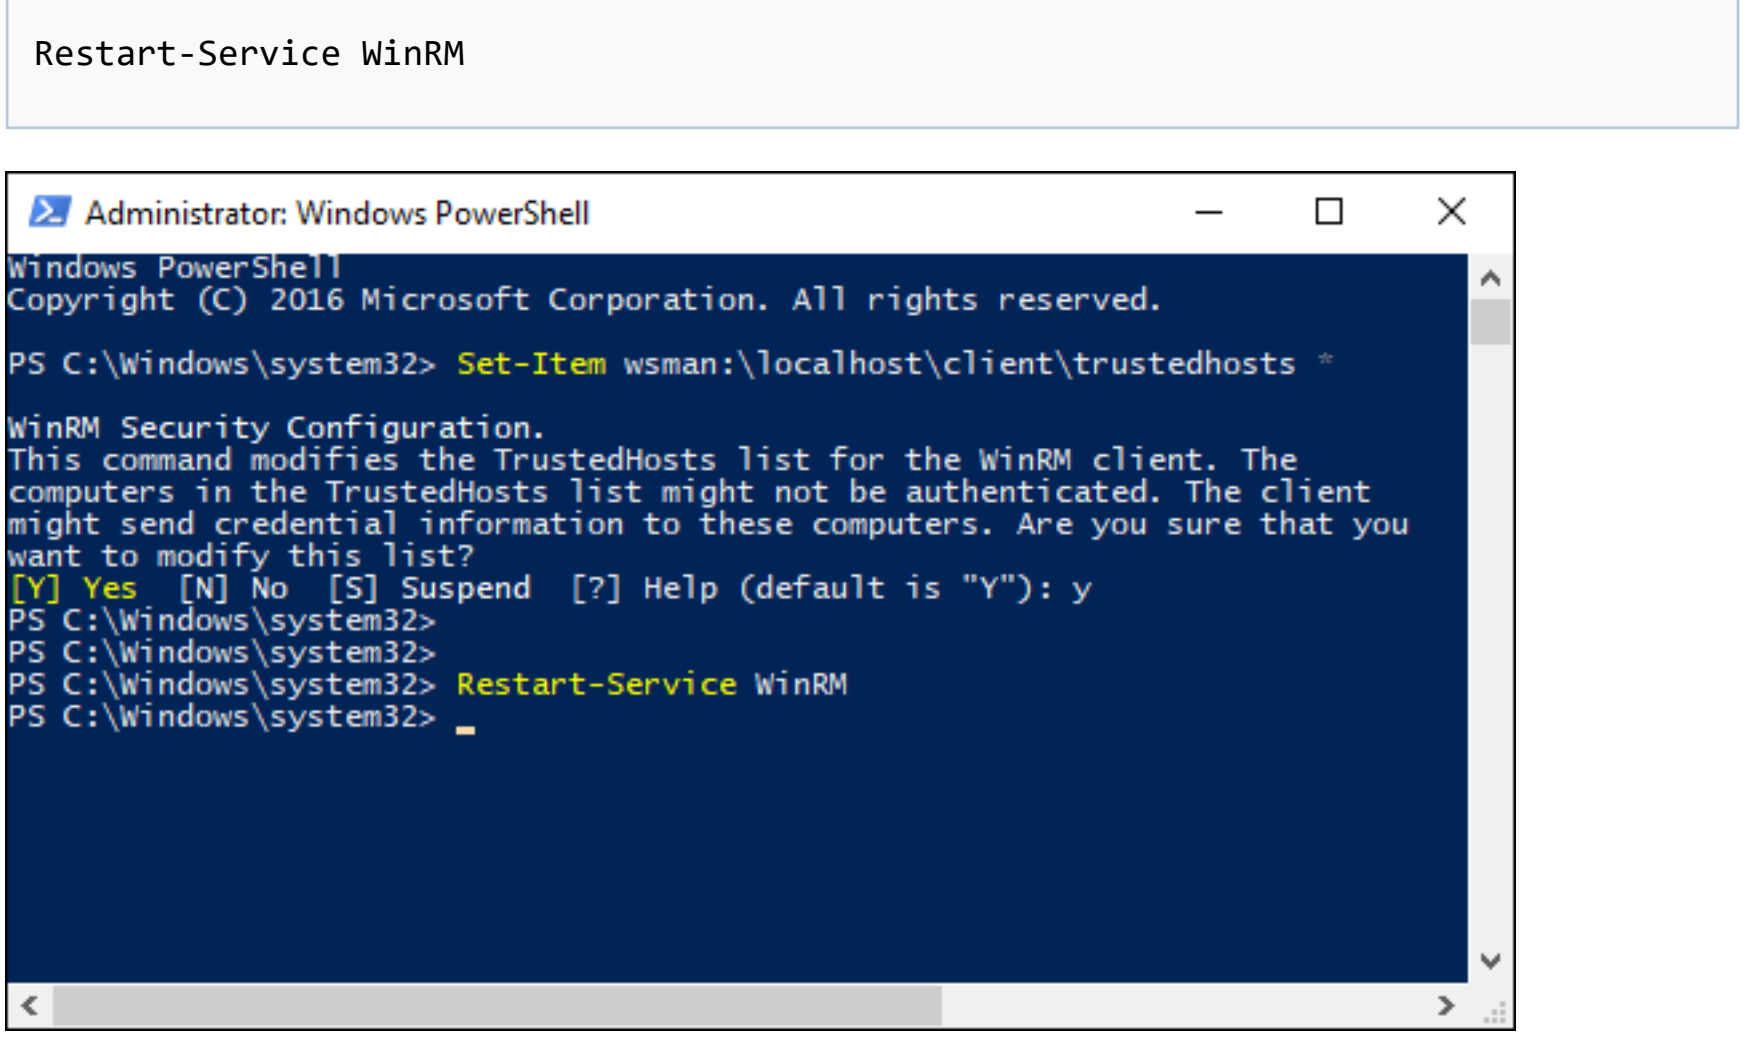 Restart-Service WinRM
Administrator: Windows PowerShell
Windows PowerShell
Copyright (C) 2016 Microsoft Corporation. All rights reserved.
PS C:\Windows\system32> Set-Item wsman:\localhost\client\trustedhosts *
WinRM Security Configuration.
This command modifies the TrustedHosts list for the WinRM client. The
computers in the TrustedHosts list might not be authenticated. The client
might send credential information to these computers. Are you sure that you
want to modify this list?
[Y] Yes  [N] No  [S] Suspend  [?] Help (default is "Y"): y
PS C:\Windows\system32>
PS C:\Windows\system32>
PS C:\Windows\system32> Restart-Service WinRM
PS C:\Windows\system32>